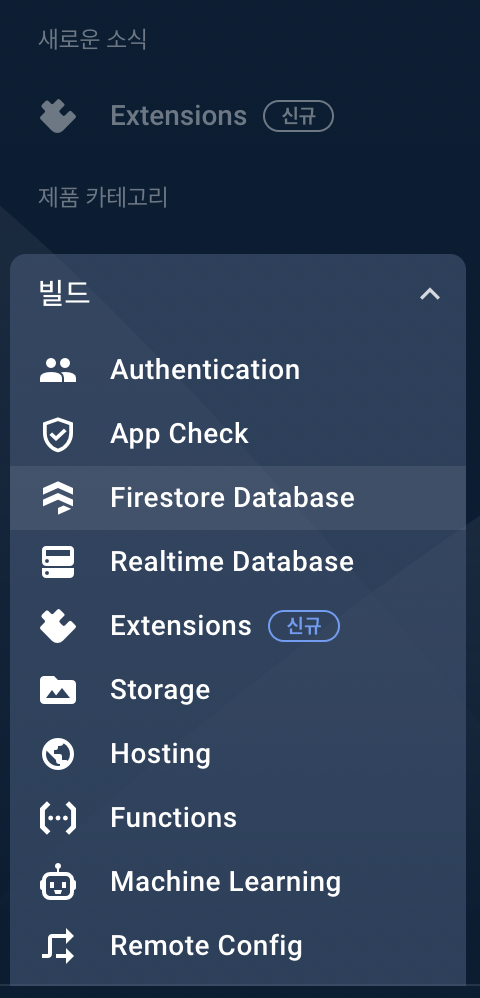 새로운 소식
Extensions 신규
제품 카테고리
빌드
Authentication
App Check
Firestore Database
Realtime Database
Extensions 신규
Storage
Hosting
Functions
Machine Learning
Remote Config